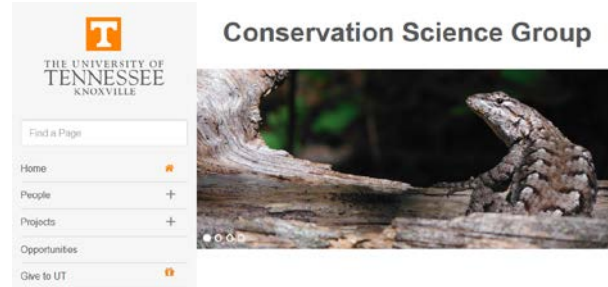 T
THE UNIVERSITY OF
TENNESSEE
KNOXVILLE
Find a Page
Home
People
Projects
Opportunities
Give to UT
Conservation Science Group